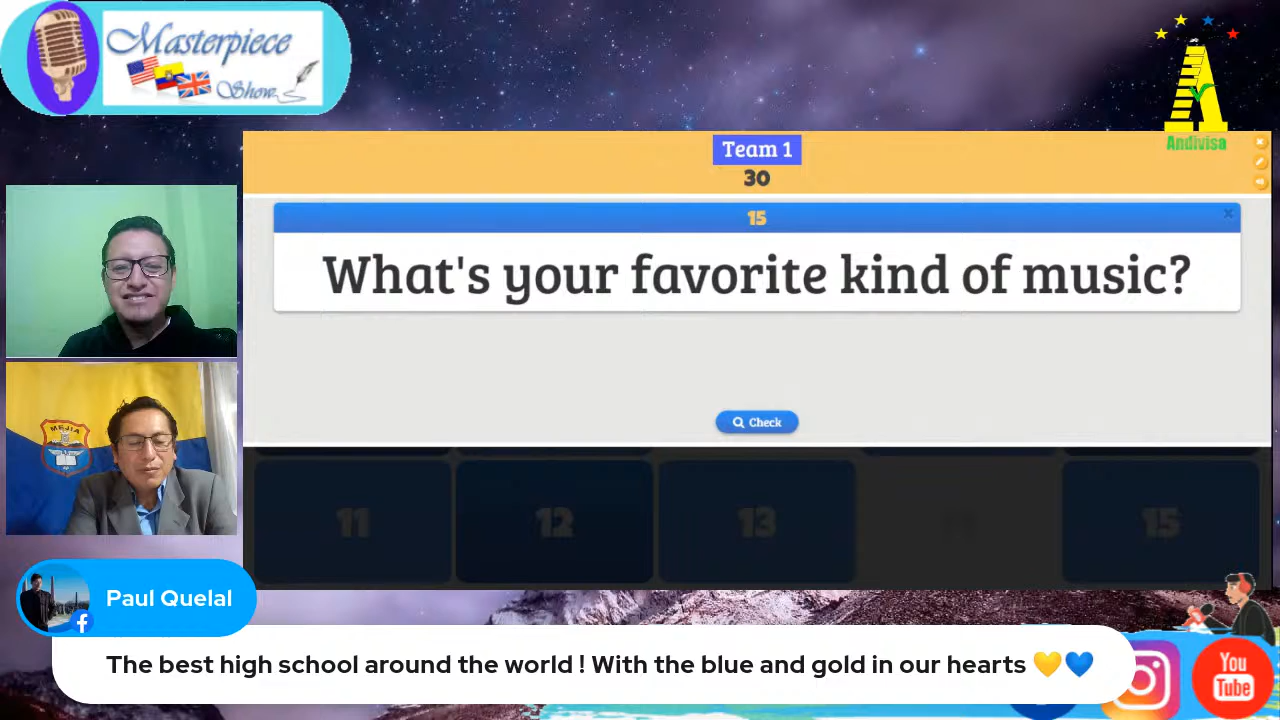 Masterpiece
Show
Andivisa
Team 1
30
15
What's your favorite kind of music?
Check
MEJIA
11
12
13
15
Paul Quelal
The best high school around the world ! With the blue and gold in our hearts 💛💙
You
Tube